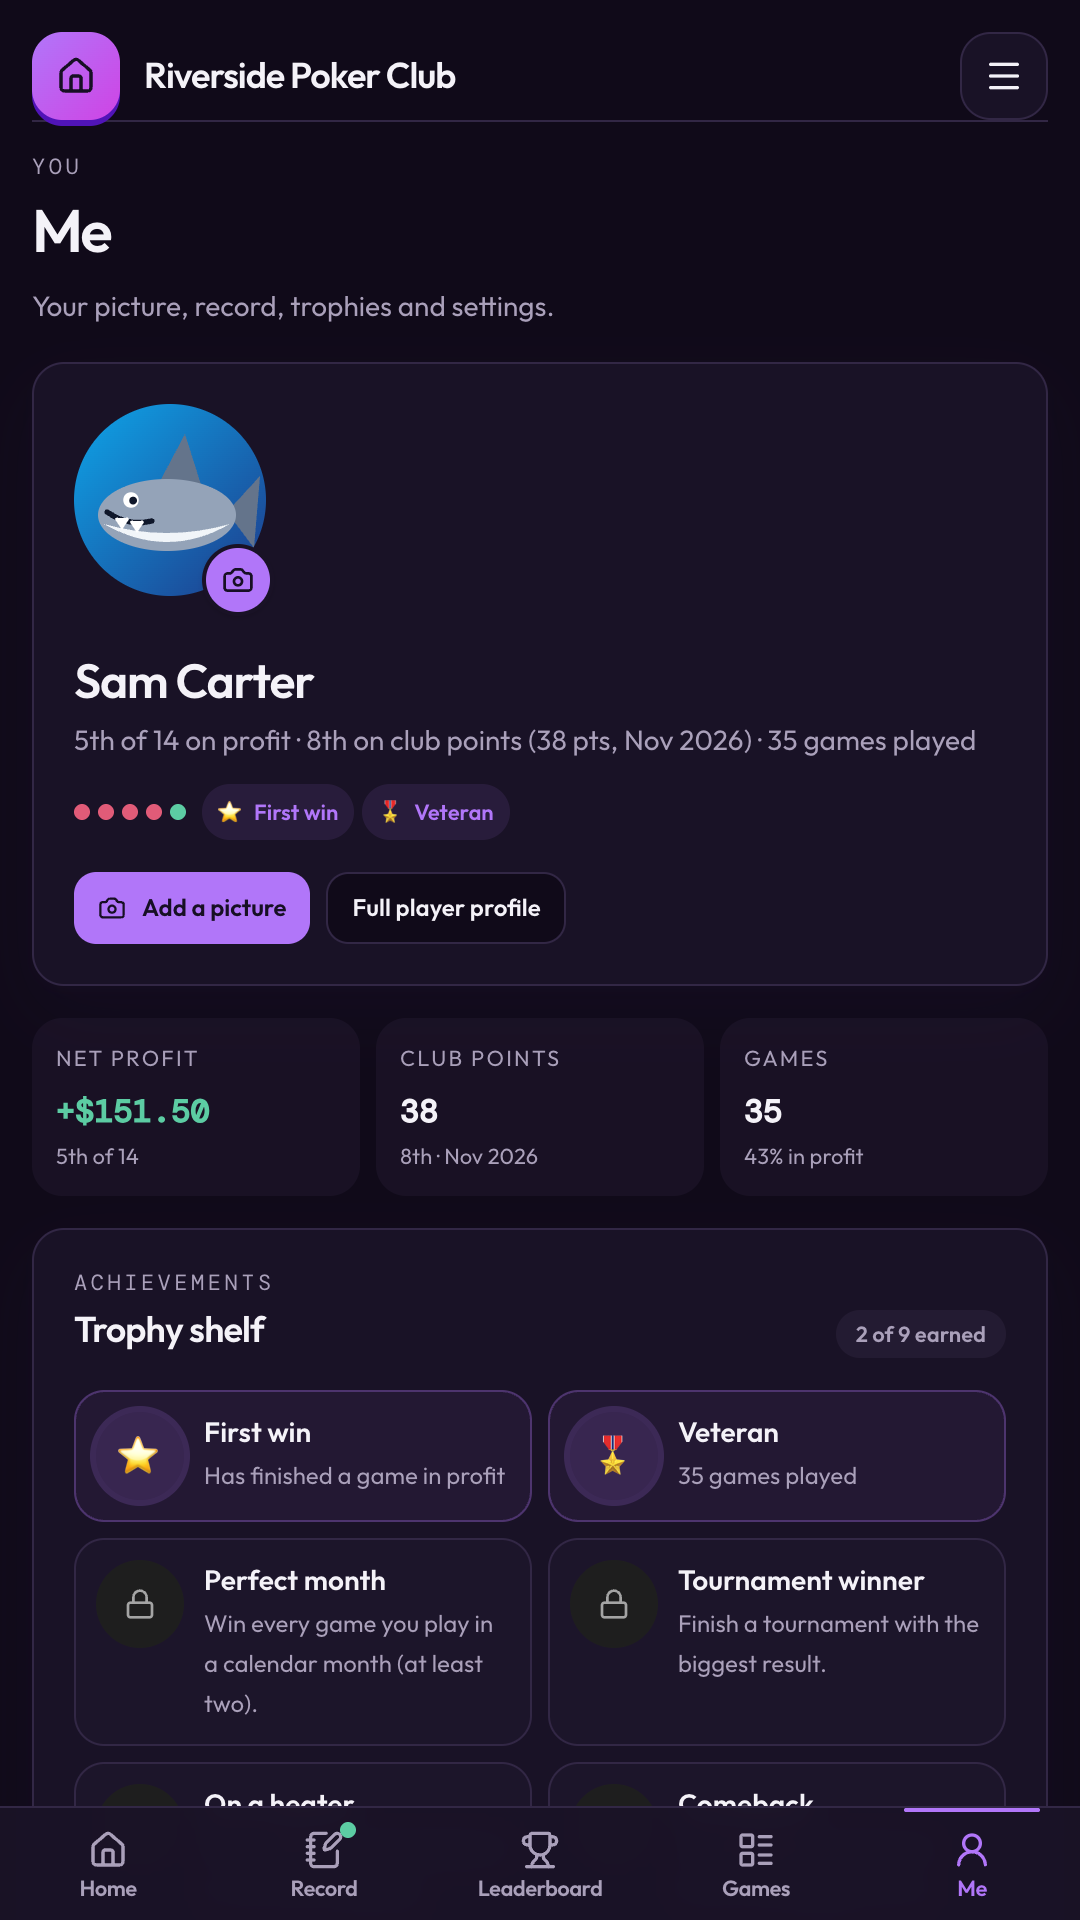 Riverside Poker Club
YOU
Me
Your picture, record, trophies and settings.
Sam Carter
5th of 14 on profit · 8th on club points (38 pts, Nov 2026) · 35 games played
First win
Veteran
Add a picture
Full player profile
NET PROFIT
+$151.50
5th of 14
CLUB POINTS
38
8th · Nov 2026
GAMES
35
43% in profit
ACHIEVEMENTS
Trophy shelf
2 of 9 earned
First win
Has finished a game in profit
Veteran
35 games played
Perfect month
Win every game you play in
a calendar month (at least
two).
Tournament winner
Finish a tournament with the
biggest result.
On a heater
Comeback
Home
Record
Leaderboard
Games
Me